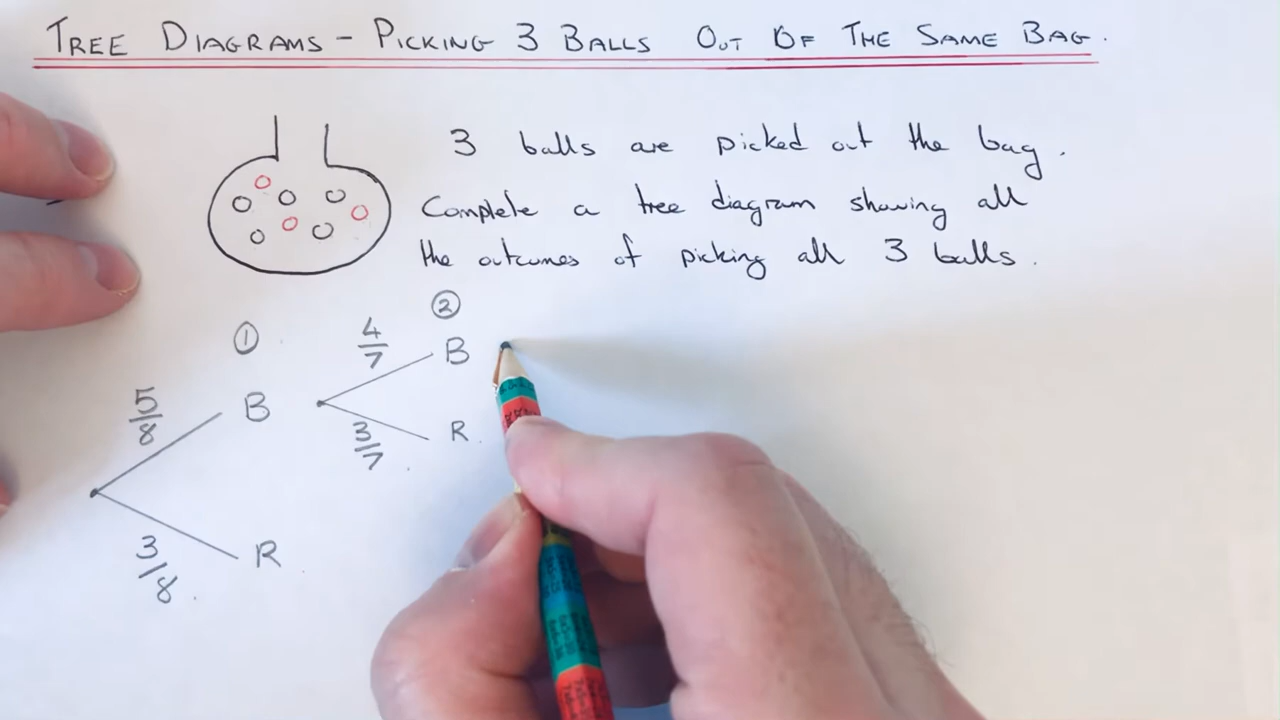 TREE DIAGRAMS - PICKING 3 BALLS OUT OF THE SAME BAG.
3 balls are picked out the bag.
Complete a tree diagram showing all
the outcomes of picking all 3 balls.
① ②
5/8 B 4/7 B
3/7 R
3/8 R